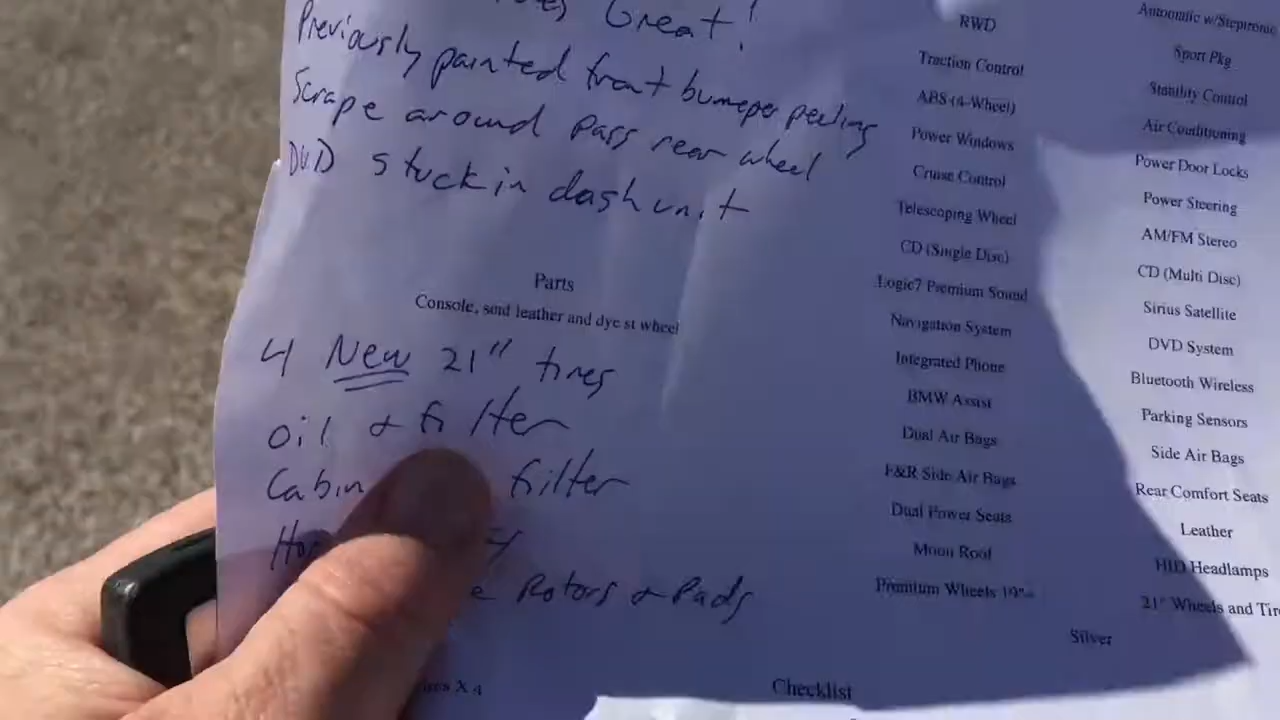 Great!
Previously painted front bumeper peeling
Scrape around pass rear wheel
DVD stuck in dash unit
Parts
Console, send leather and dye st wheel
4 New 21" tires
oil & filter
Cabin filter
Rotors & Pads
X 4
RWD
Automatic w/Steptronic
Traction Control
Sport Pkg
ABS (4-Wheel)
Stability Control
Power Windows
Air Conditioning
Cruise Control
Power Door Locks
Telescoping Wheel
Power Steering
CD (Single Disc)
AM/FM Stereo
Logic7 Premium Sound
CD (Multi Disc)
Navigation System
Sirius Satellite
Integrated Phone
DVD System
BMW Assist
Bluetooth Wireless
Dual Air Bags
Parking Sensors
F&R Side Air Bags
Side Air Bags
Dual Power Seats
Rear Comfort Seats
Moon Roof
Leather
Premium Wheels 19"+
HID Headlamps
21" Wheels and
Silver
Checklist